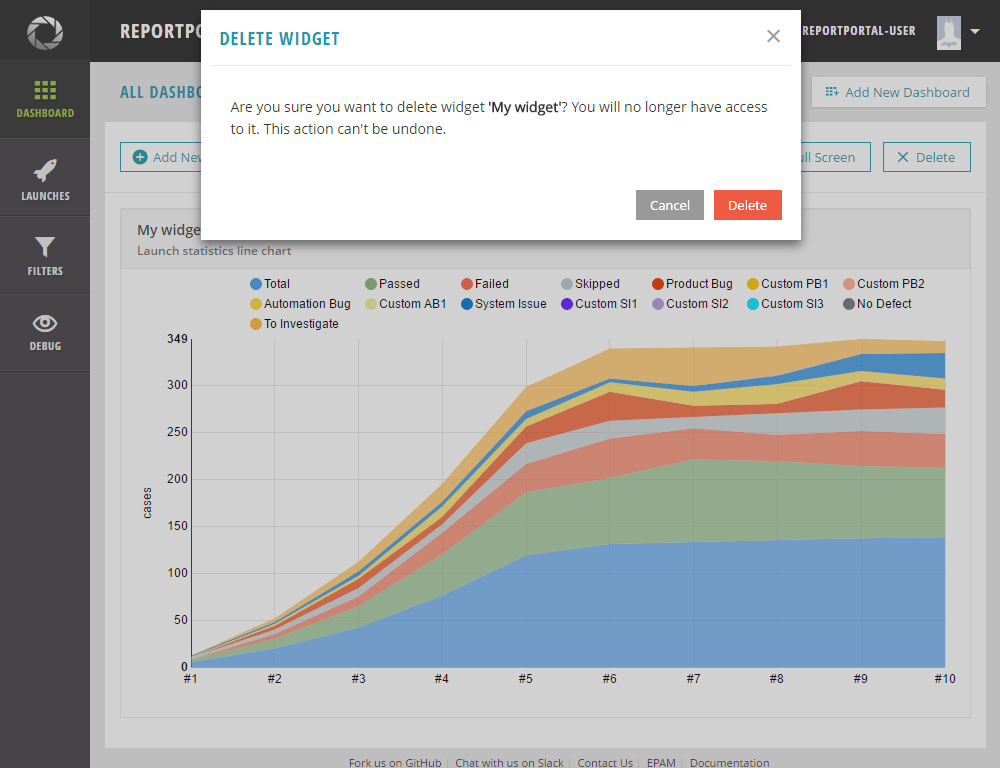 REPORTPO
REPORTPORTAL-USER
DELETE WIDGET
Are you sure you want to delete widget 'My widget'? You will no longer have access
to it. This action can't be undone.
Cancel
Delete
DASHBOARD
LAUNCHES
FILTERS
DEBUG
ALL DASHBO
Add New Dashboard
Add New
ull Screen
Delete
My widge
Launch statistics line chart
Total Passed Failed Skipped Product Bug Custom PB1 Custom PB2
Automation Bug Custom AB1 System Issue Custom SI1 Custom SI2 Custom SI3 No Defect
To Investigate
cases
349
300
250
200
150
100
50
0
#1 #2 #3 #4 #5 #6 #7 #8 #9 #10
Fork us on GitHub Chat with us on Slack Contact Us EPAM Documentation